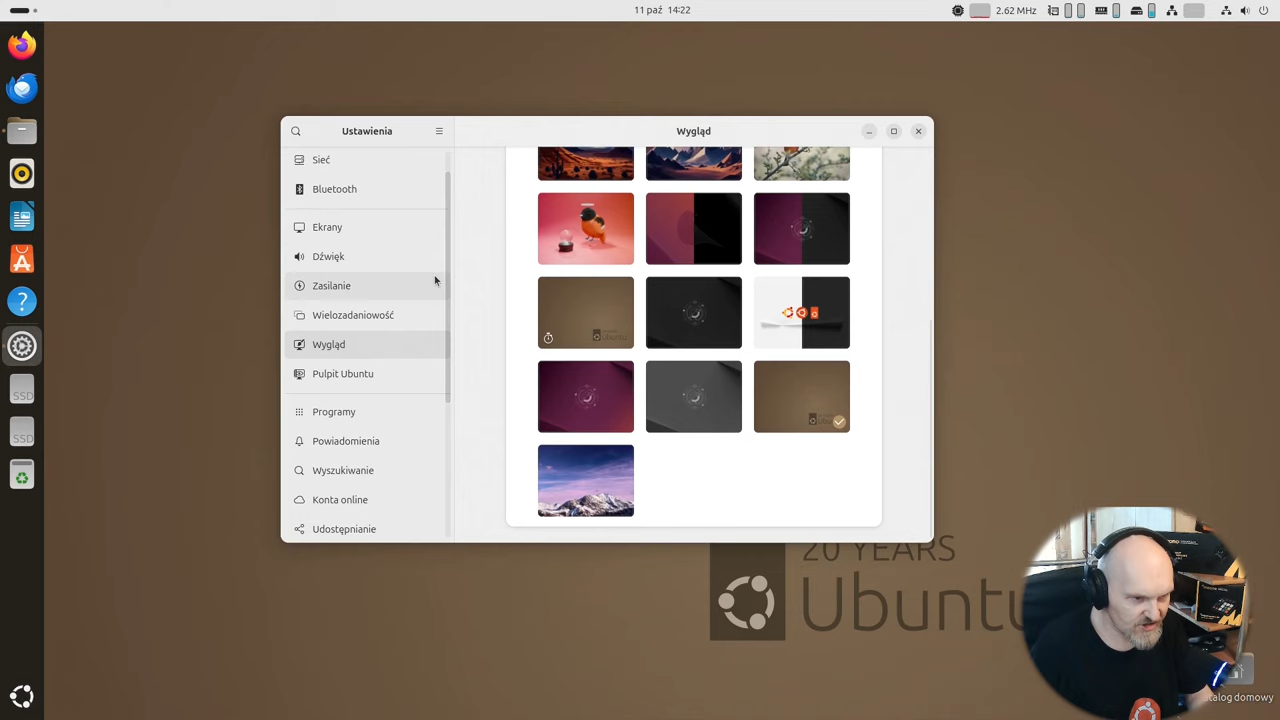 11 paź 14:22
2.62 MHz
Ustawienia
Wygląd
Sieć
Bluetooth
Ekrany
Dźwięk
Zasilanie
Wielozadaniowość
Wygląd
Pulpit Ubuntu
Programy
Powiadomienia
Wyszukiwanie
Konta online
Udostępnianie
SSD
SSD
20 YEARS
Ubuntu
domowy